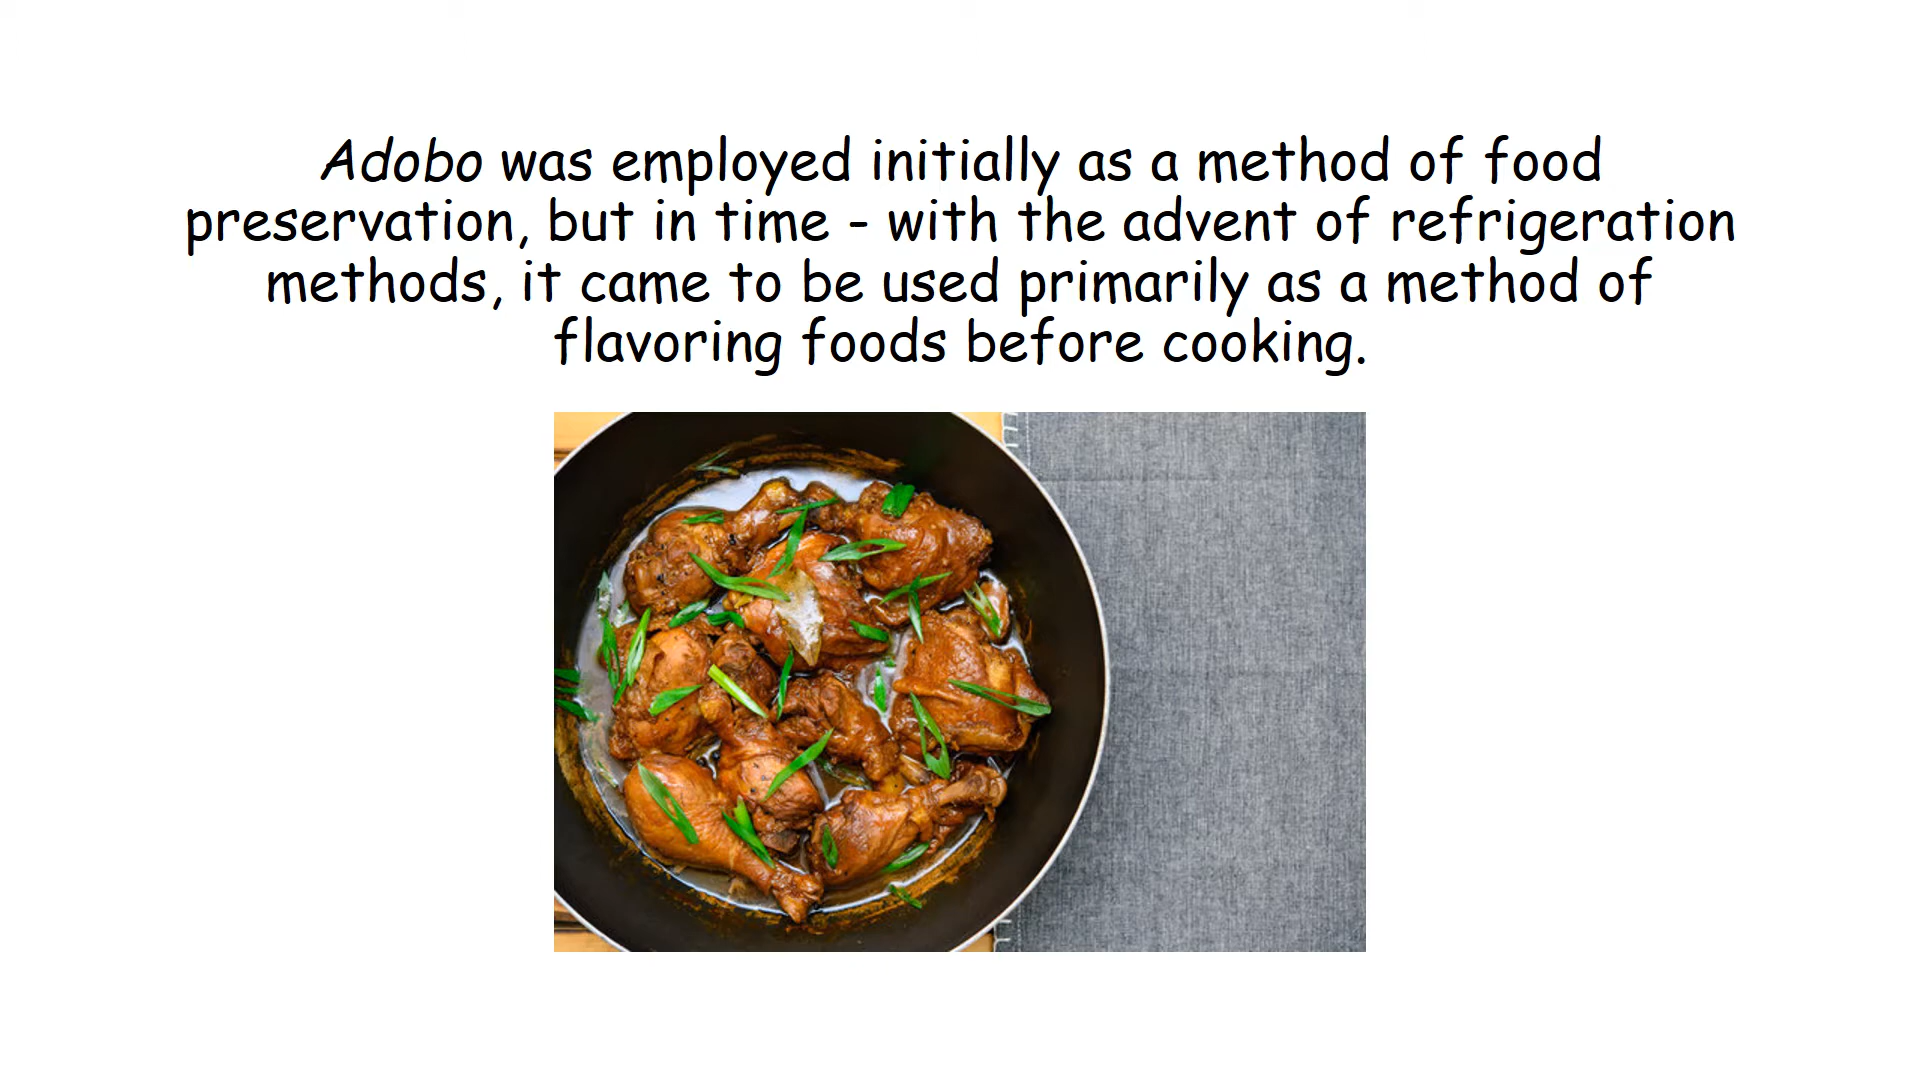 Adobo was employed initially as a method of food
preservation, but in time - with the advent of refrigeration
methods, it came to be used primarily as a method of
flavoring foods before cooking.